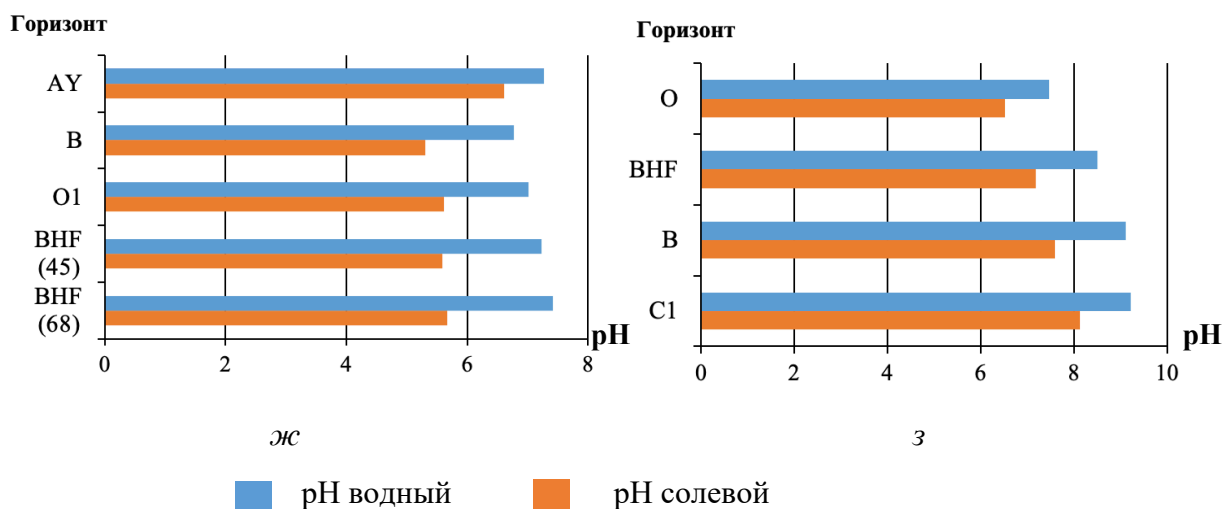 Горизонт
AY
B
O1
BHF
(45)
BHF
(68)
0 2 4 6 8
pH
ж
Горизонт
O
BHF
B
C1
0 2 4 6 8 10
pH
з
pH водный pH солевой